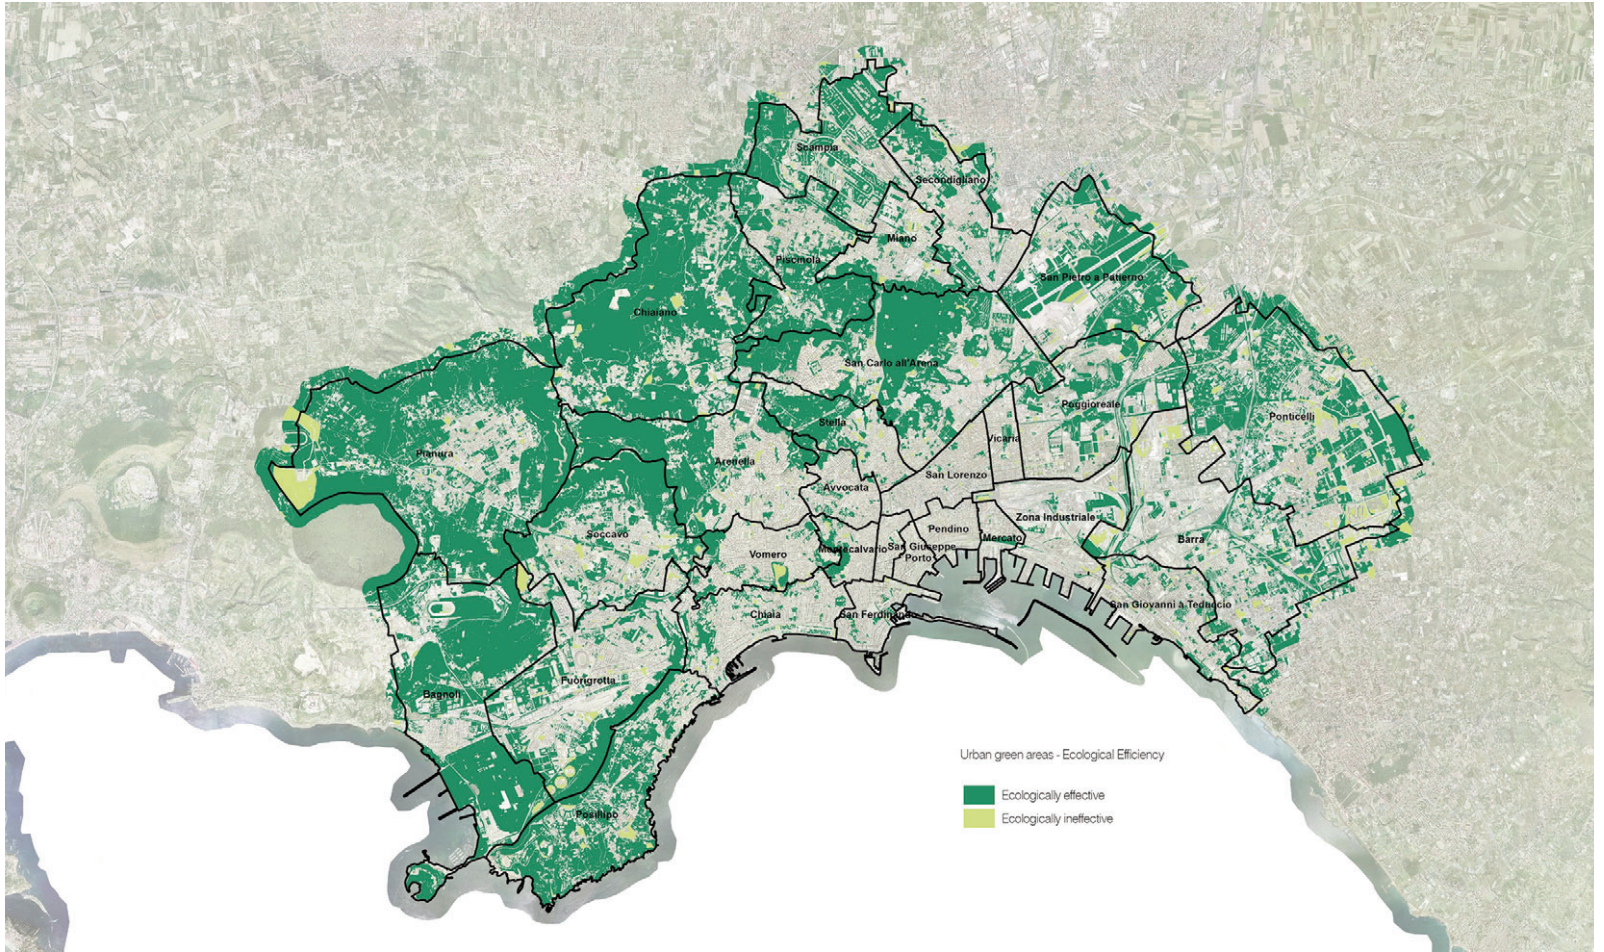 Scampia
Secondigliano
Miano
Piscinola
San Pietro a Patierno
Chiaiano
San Carlo all'Arena
Poggioreale
Ponticelli
Stella
Vicaria
Pianura
Arenella
San Lorenzo
Avvocata
Zona Industriale
Pendino
Soccavo
Mercato
Barra
Vomero
Montecalvario
San Giuseppe
Porto
San Giovanni a Teduccio
Chiaia
San Ferdinando
Fuorigrotta
Bagnoli
Posillipo
Urban green areas - Ecological Efficiency
Ecologically effective
Ecologically ineffective